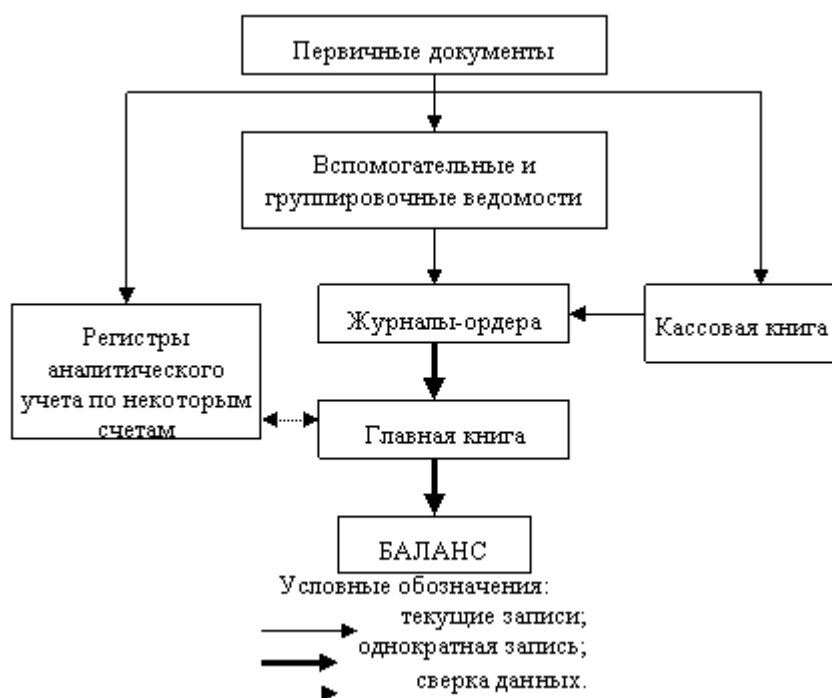 Первичные документы
Вспомогательные и
группировочные ведомости
Журналы-ордера
Кассовая книга
Регистры
аналитического
учета по некоторым
счетам
Главная книга
БАЛАНС
Условные обозначения:
текущие записи;
однократная запись;
сверка данных.